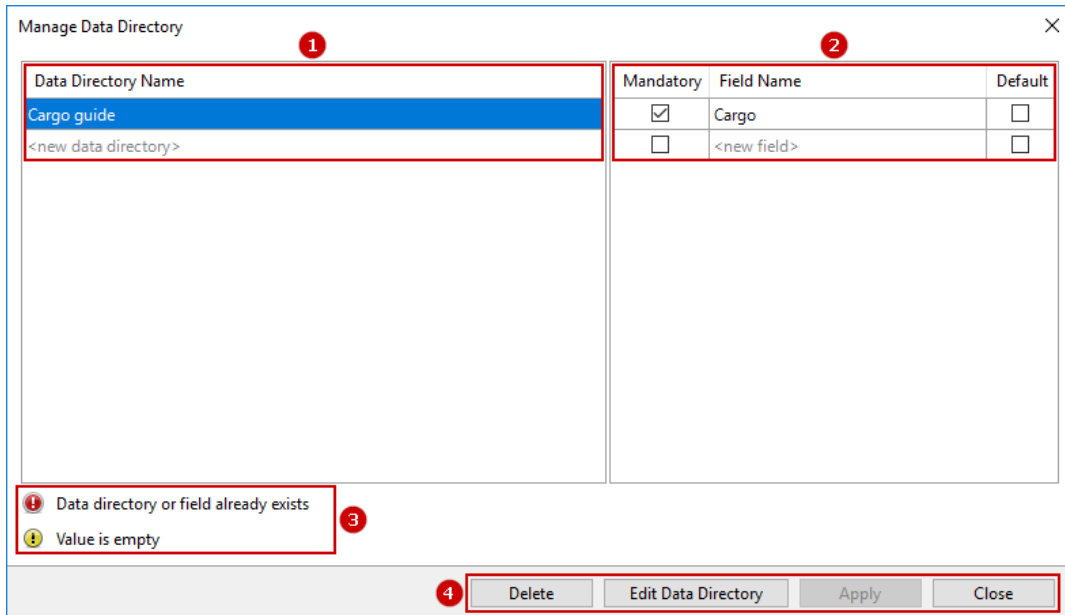 Manage Data Directory
1
2
Data Directory Name
Mandatory Field Name Default
Cargo guide
Cargo
<new data directory>
<new field>
Data directory or field already exists
3
Value is empty
4
Delete Edit Data Directory Apply Close